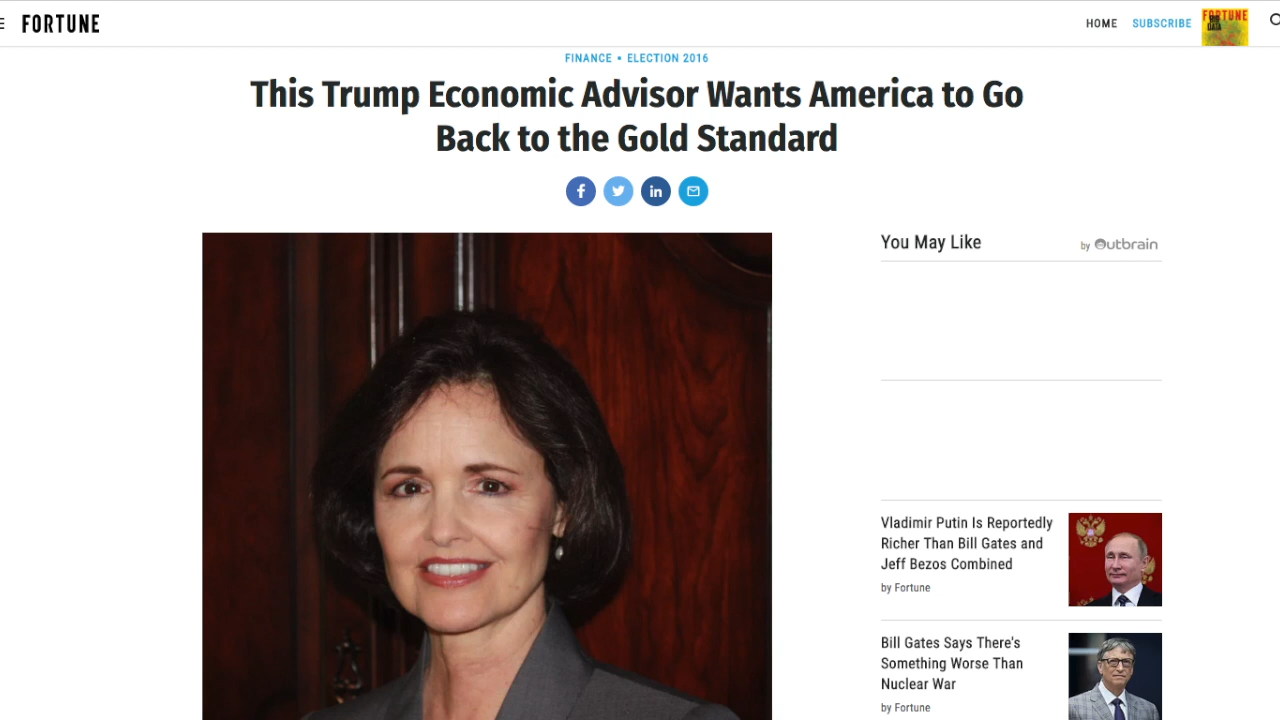 FORTUNE
HOME SUBSCRIBE
FORTUNE
FINANCE • ELECTION 2016
This Trump Economic Advisor Wants America to Go
Back to the Gold Standard
f in
You May Like
by Outbrain
Vladimir Putin Is Reportedly
Richer Than Bill Gates and
Jeff Bezos Combined
by Fortune
Bill Gates Says There's
Something Worse Than
Nuclear War
by Fortune